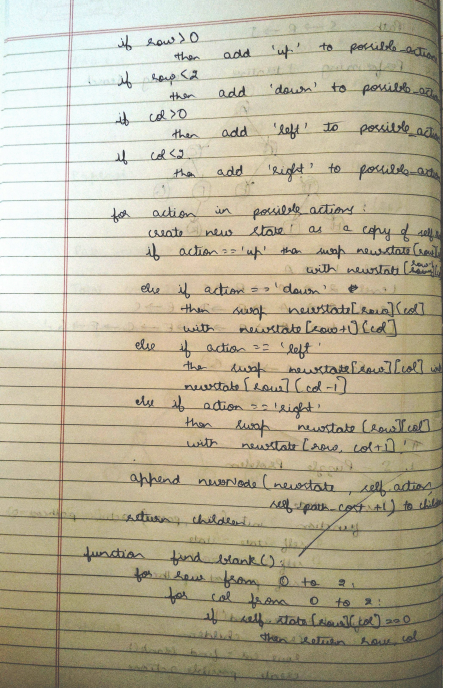 if row>0
then add 'up' to possible_action
if row<2
then add 'down' to possible_action
if col>0
then add 'left' to possible_action
if col<2
then add 'right' to possible_action
for action in possible_actions:
create new state as a copy of self
if action=='up' then swap newstate[row]
with newstate[row-1]
else if action=='down'
then swap newstate[row][col]
with newstate[row+1][col]
else if action=='left'
then swap newstate[row][col] with
newstate[row][col-1]
else if action=='right'
then swap newstate[row][col]
with newstate[row, col+1]
append newNode(newstate, self, action,
self.path_cost+1) to children
return children
function find_blank():
for row from 0 to 2:
for col from 0 to 2:
if self.state[row][col]==0
then return row, col